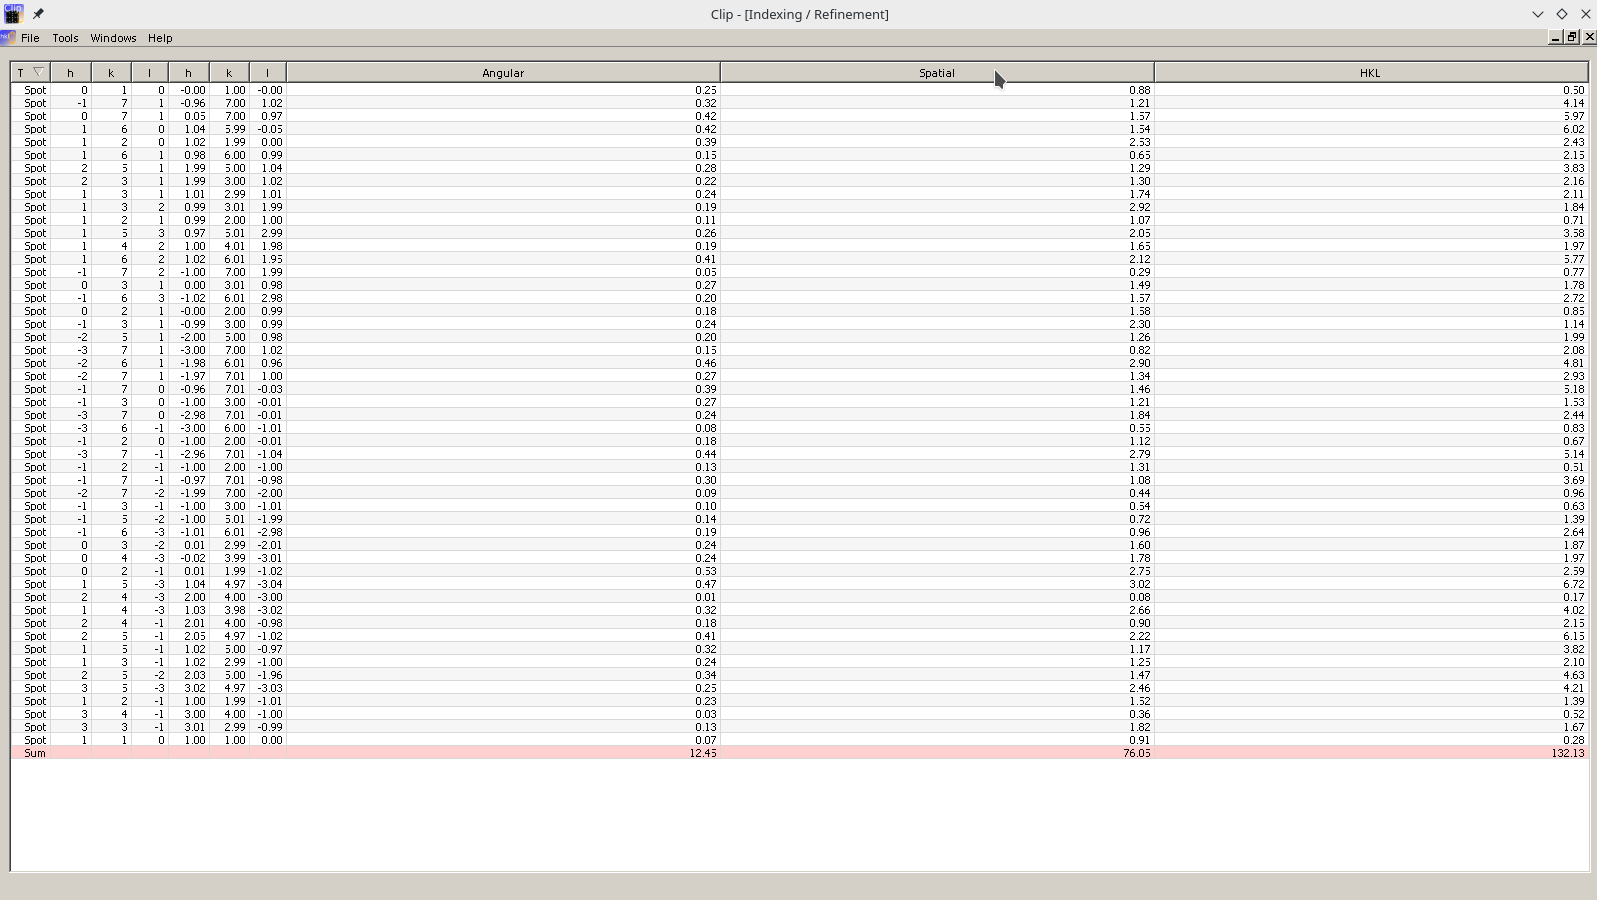 Clip
Clip - [Indexing / Refinement]
hkl File Tools Windows Help
T h k l h k l Angular Spatial HKL
Spot 0 1 0 -0.00 1.00 -0.00 0.25 0.88 0.50
Spot -1 7 1 -0.96 7.00 1.02 0.32 1.21 4.14
Spot 0 7 1 0.05 7.00 0.97 0.42 1.57 5.97
Spot 1 6 0 1.04 5.99 -0.05 0.42 1.54 6.02
Spot 1 2 0 1.02 1.99 0.00 0.39 2.53 2.43
Spot 1 6 1 0.98 6.00 0.99 0.15 0.65 2.15
Spot 2 5 1 1.99 5.00 1.04 0.28 1.29 3.83
Spot 2 3 1 1.99 3.00 1.02 0.22 1.30 2.16
Spot 1 3 1 1.01 2.99 1.01 0.24 1.74 2.11
Spot 1 3 2 0.99 3.01 1.99 0.19 2.92 1.84
Spot 1 2 1 0.99 2.00 1.00 0.11 1.07 0.71
Spot 1 5 3 0.97 5.01 2.99 0.26 2.05 3.58
Spot 1 4 2 1.00 4.01 1.98 0.19 1.65 1.97
Spot 1 6 2 1.02 6.01 1.95 0.41 2.12 5.77
Spot -1 7 2 -1.00 7.00 1.99 0.05 0.29 0.77
Spot 0 3 1 0.00 3.01 0.98 0.27 1.49 1.78
Spot -1 6 3 -1.02 6.01 2.98 0.20 1.57 2.72
Spot 0 2 1 -0.00 2.00 0.99 0.18 1.58 0.85
Spot -1 3 1 -0.99 3.00 0.99 0.24 2.30 1.14
Spot -2 5 1 -2.00 5.00 0.98 0.20 1.26 1.99
Spot -3 7 1 -3.00 7.00 1.02 0.15 0.82 2.08
Spot -2 6 1 -1.98 6.01 0.96 0.46 2.90 4.81
Spot -2 7 1 -1.97 7.01 1.00 0.27 1.34 2.93
Spot -1 7 0 -0.96 7.01 -0.03 0.39 1.46 5.18
Spot -1 3 0 -1.00 3.00 -0.01 0.27 1.21 1.53
Spot -3 7 0 -2.98 7.01 -0.01 0.24 1.84 2.44
Spot -3 6 -1 -3.00 6.00 -1.01 0.08 0.55 0.83
Spot -1 2 0 -1.00 2.00 -0.01 0.18 1.12 0.67
Spot -3 7 -1 -2.96 7.01 -1.04 0.44 2.79 5.14
Spot -1 2 -1 -1.00 2.00 -1.00 0.13 1.31 0.51
Spot -1 7 -1 -0.97 7.01 -0.98 0.30 1.08 3.69
Spot -2 7 -2 -1.99 7.00 -2.00 0.09 0.44 0.96
Spot -1 3 -1 -1.00 3.00 -1.01 0.10 0.54 0.63
Spot -1 5 -2 -1.00 5.01 -1.99 0.14 0.72 1.39
Spot -1 6 -3 -1.01 6.01 -2.98 0.19 0.96 2.64
Spot 0 3 -2 0.01 2.99 -2.01 0.24 1.60 1.87
Spot 0 4 -3 -0.02 3.99 -3.01 0.24 1.78 1.97
Spot 0 2 -1 0.01 1.99 -1.02 0.53 2.75 2.59
Spot 1 5 -3 1.04 4.97 -3.04 0.47 3.02 6.72
Spot 2 4 -3 2.00 4.00 -3.00 0.01 0.08 0.17
Spot 1 4 -3 1.03 3.98 -3.02 0.32 2.66 4.02
Spot 2 4 -1 2.01 4.00 -0.98 0.18 0.90 2.15
Spot 2 5 -1 2.05 4.97 -1.02 0.41 2.22 6.15
Spot 1 5 -1 1.02 5.00 -0.97 0.32 1.17 3.82
Spot 1 3 -1 1.02 2.99 -1.00 0.24 1.25 2.10
Spot 2 5 -2 2.03 5.00 -1.96 0.34 1.47 4.63
Spot 3 5 -3 3.02 4.97 -3.03 0.25 2.46 4.21
Spot 1 2 -1 1.00 1.99 -1.01 0.23 1.52 1.39
Spot 3 4 -1 3.00 4.00 -1.00 0.03 0.36 0.52
Spot 3 3 -1 3.01 2.99 -0.99 0.13 1.82 1.67
Spot 1 1 0 1.00 1.00 0.00 0.07 0.91 0.28
Sum 12.45 76.05 132.13